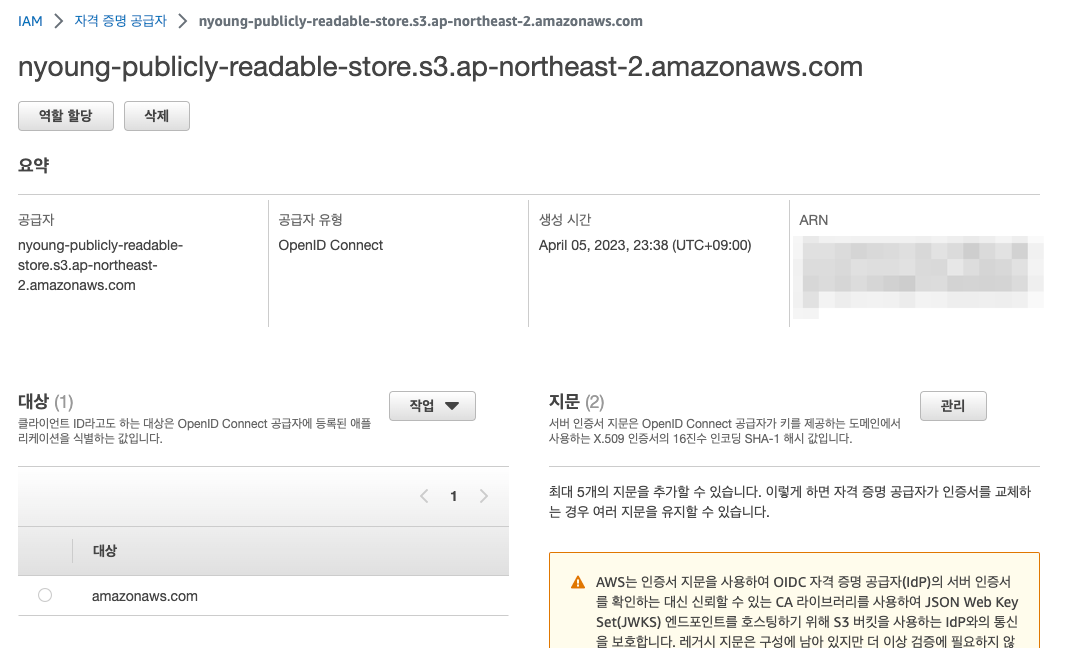 IAM > 자격 증명 공급자 > nyoung-publicly-readable-store.s3.ap-northeast-2.amazonaws.com
nyoung-publicly-readable-store.s3.ap-northeast-2.amazonaws.com
역할 할당 삭제
요약
공급자
nyoung-publicly-readable-
store.s3.ap-northeast-
2.amazonaws.com
공급자 유형
OpenID Connect
생성 시간
April 05, 2023, 23:38 (UTC+09:00)
ARN
대상 (1)
작업
클라이언트 ID라고도 하는 대상은 OpenID Connect 공급자에 등록된 애플
리케이션을 식별하는 값입니다.
1
대상
amazonaws.com
지문 (2)
관리
서버 인증서 지문은 OpenID Connect 공급자가 키를 제공하는 도메인에서
사용하는 X.509 인증서의 16진수 인코딩 SHA-1 해시 값입니다.
최대 5개의 지문을 추가할 수 있습니다. 이렇게 하면 자격 증명 공급자가 인증서를 교체하
는 경우 여러 지문을 유지할 수 있습니다.
AWS는 인증서 지문을 사용하여 OIDC 자격 증명 공급자(IdP)의 서버 인증서
를 확인하는 대신 신뢰할 수 있는 CA 라이브러리를 사용하여 JSON Web Key
Set(JWKS) 엔드포인트를 호스팅하기 위해 S3 버킷을 사용하는 IdP와의 통신
을 보호합니다. 레거시 지문은 구성에 남아 있지만 더 이상 검증에 필요하지 않